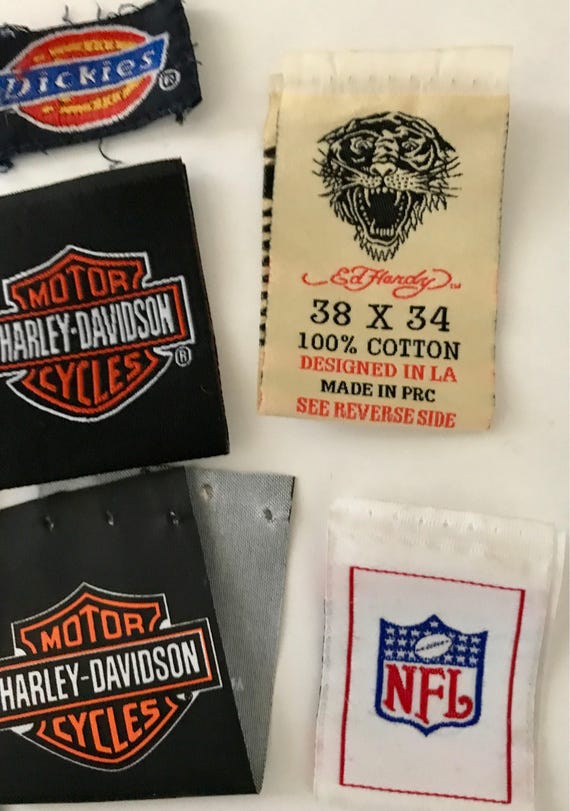 Dickies®
MOTOR
HARLEY-DAVIDSON
®
CYCLES
Ed Hardy™
38 X 34
100% COTTON
DESIGNED IN LA
MADE IN PRC
SEE REVERSE SIDE
MOTOR
HARLEY-DAVIDSON
CYCLES
NFL